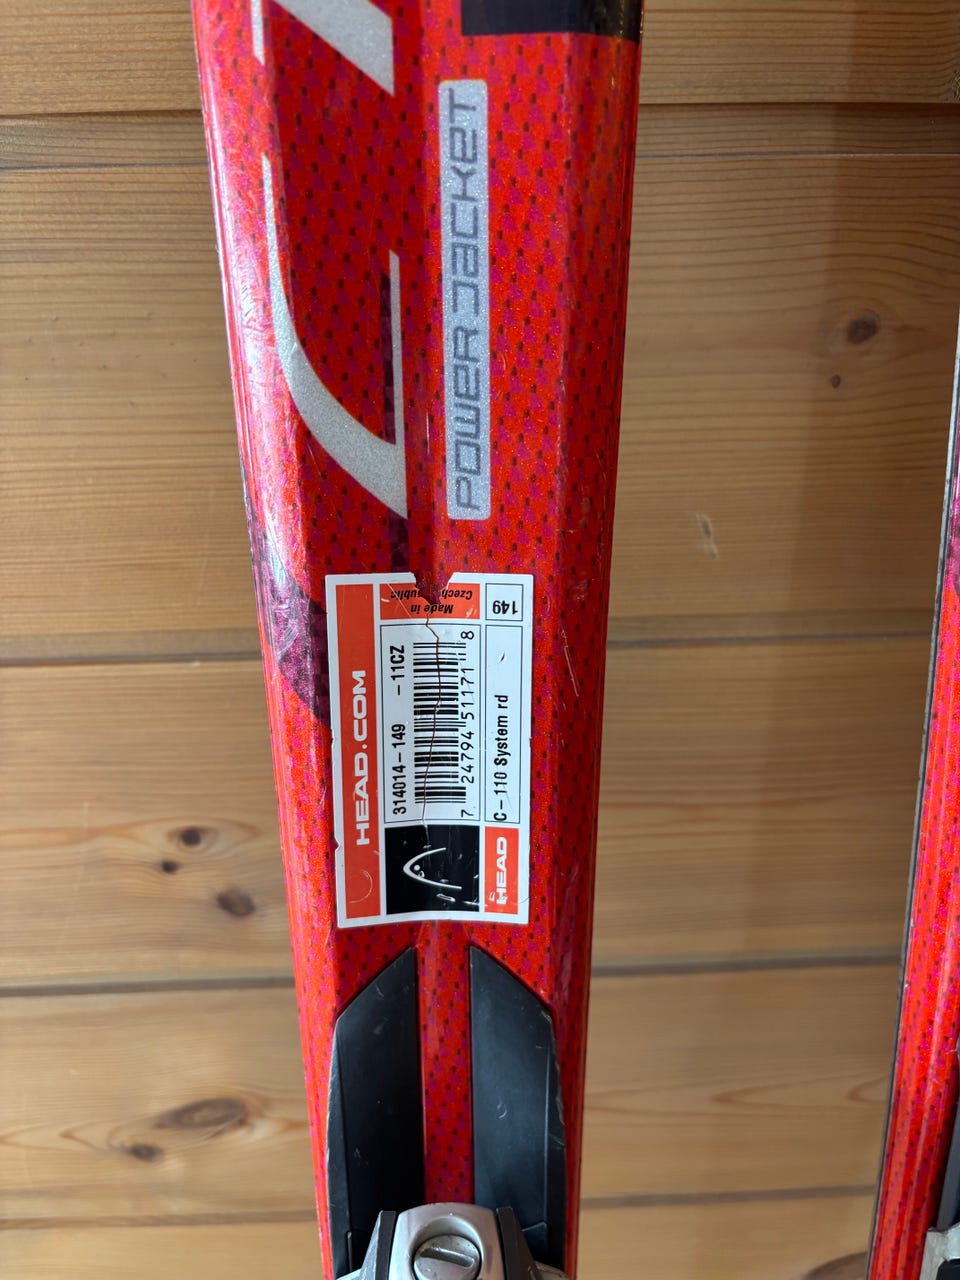 POWER JACKET
HEAD.COM
314014-149 -11CZ
7 24794 51171 8
C-110 System rd
149
Made in
HEAD